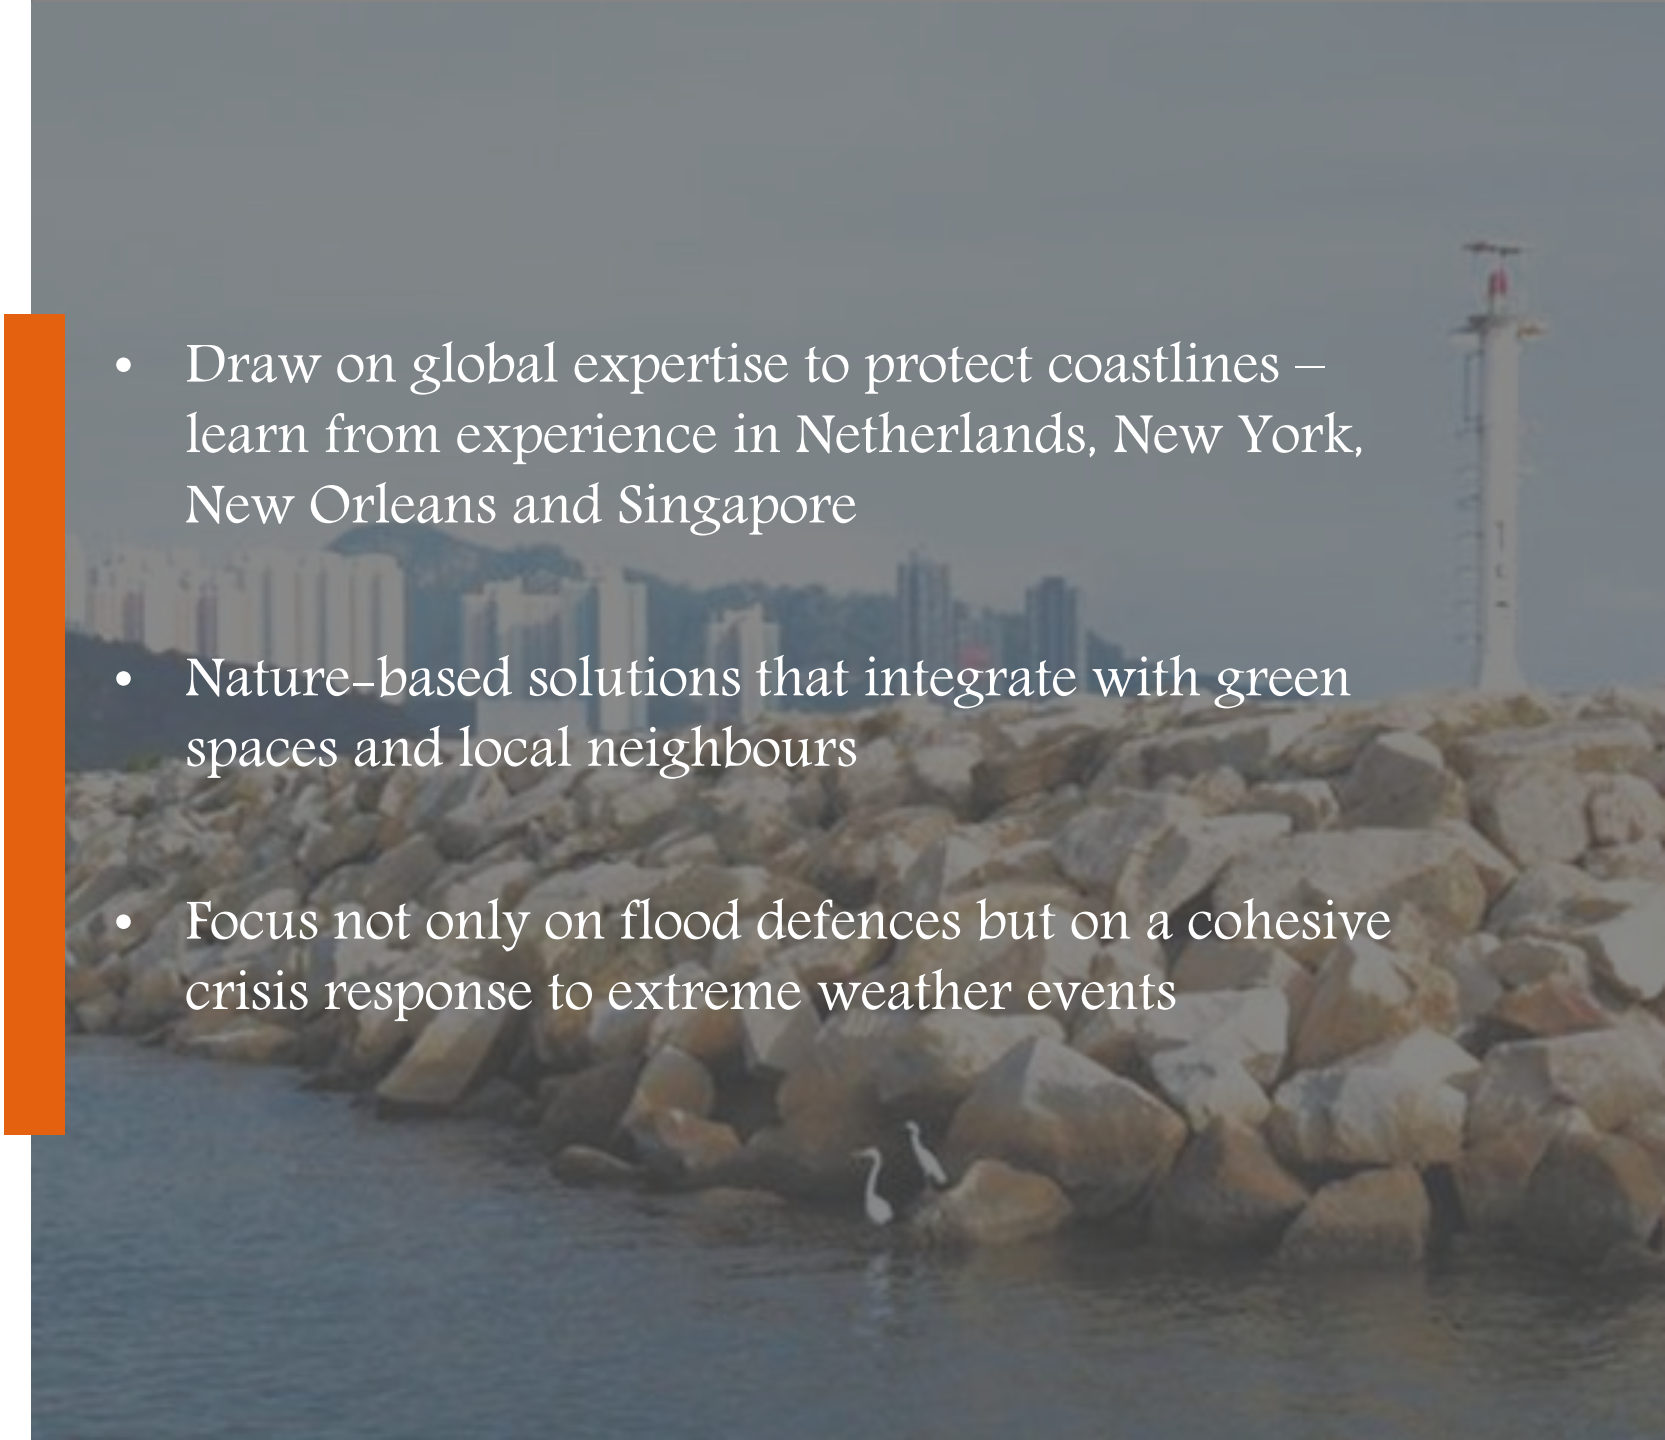 • Draw on global expertise to protect coastlines –
learn from experience in Netherlands, New York,
New Orleans and Singapore
• Nature-based solutions that integrate with green
spaces and local neighbours
• Focus not only on flood defences but on a cohesive
crisis response to extreme weather events